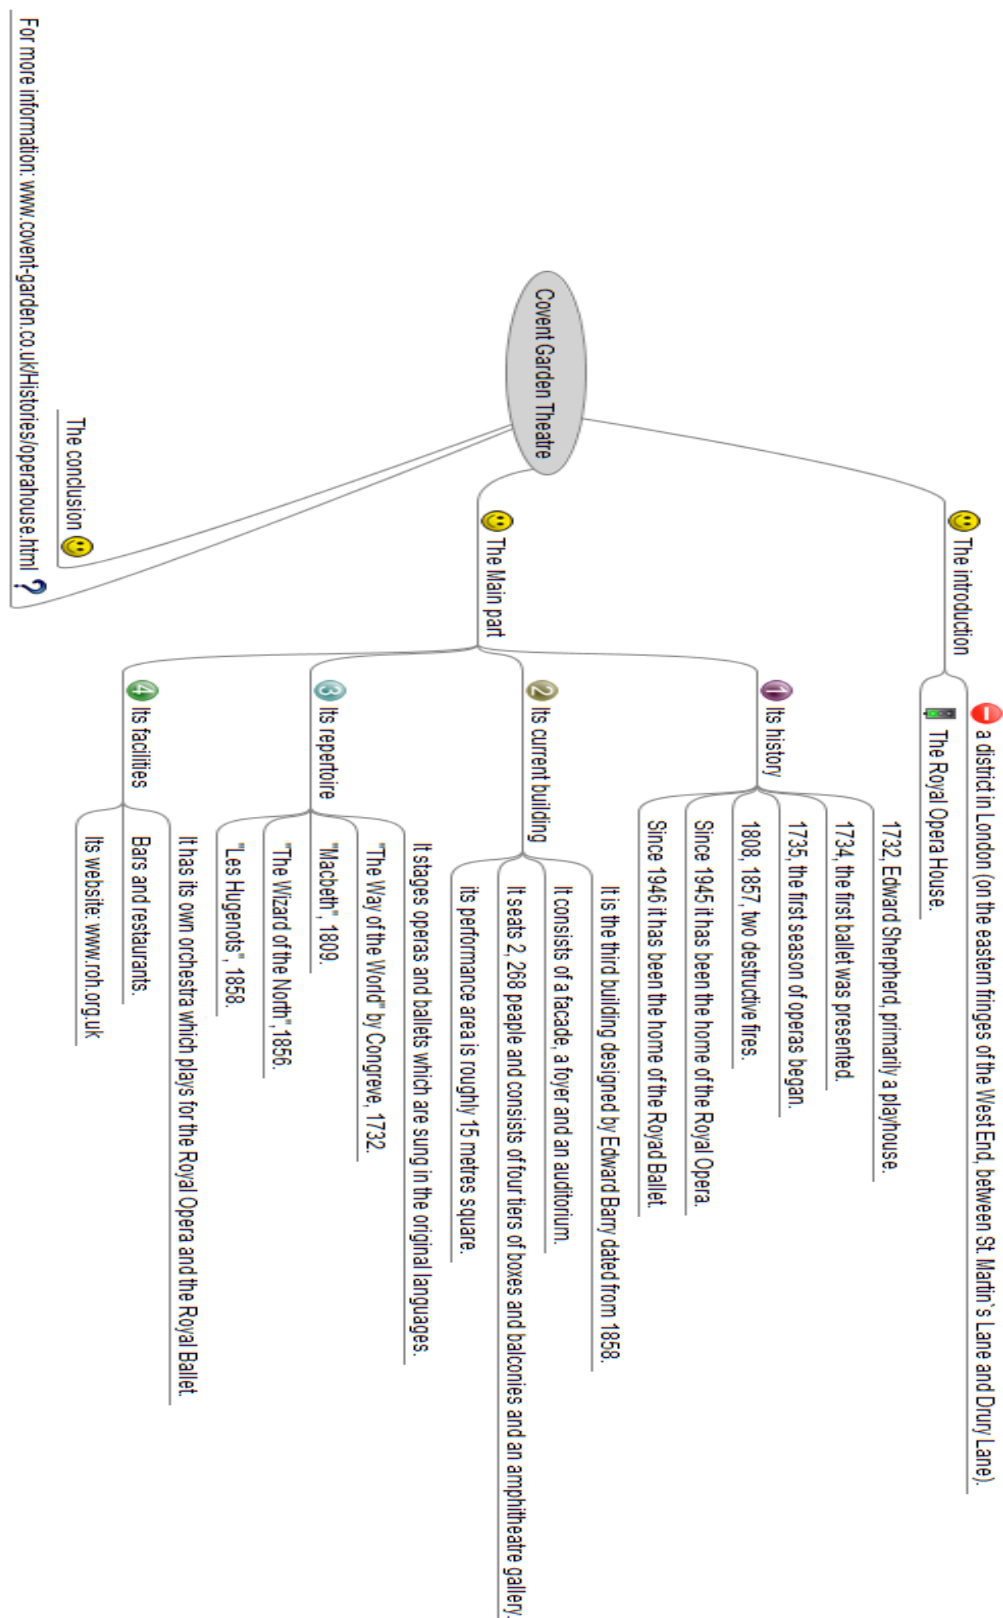 Covent Garden Theatre
The introduction
a district in London (on the eastern fringes of the West End, between St. Martin`s Lane and Drury Lane).
The Royal Opera House.
The Main part
1 Its history
1732, Edward Sherpherd, primarily a playhouse.
1734, the first ballet was presented.
1735, the first season of operas began.
1808, 1857, two destructive fires.
Since 1945 it has been the home of the Royal Opera.
Since 1946 it has been the home of the Royad Ballet.
2 Its current building
It is the third building designed by Edward Barry dated from 1858.
It consists of a facade, a foyer and an auditorium.
It seats 2, 268 peaple and consists of four tiers of boxes and balconies and an amphitheatre gallery.
its performance area is roughly 15 metres square.
3 Its repertoire
It stages operas and ballets which are sung in the original languages.
"The Way of the World" by Congreve, 1732.
"Macbeth", 1809.
"The Wizard of the North",1856.
"Les Hugenots", 1858.
4 Its facilities
It has its own orchestra which plays for the Royal Opera and the Royal Ballet.
Bars and restaurants.
Its website: www.roh.org.uk
The conclusion
For more information: www.covent-garden.co.uk/Histories/operahouse.html ?